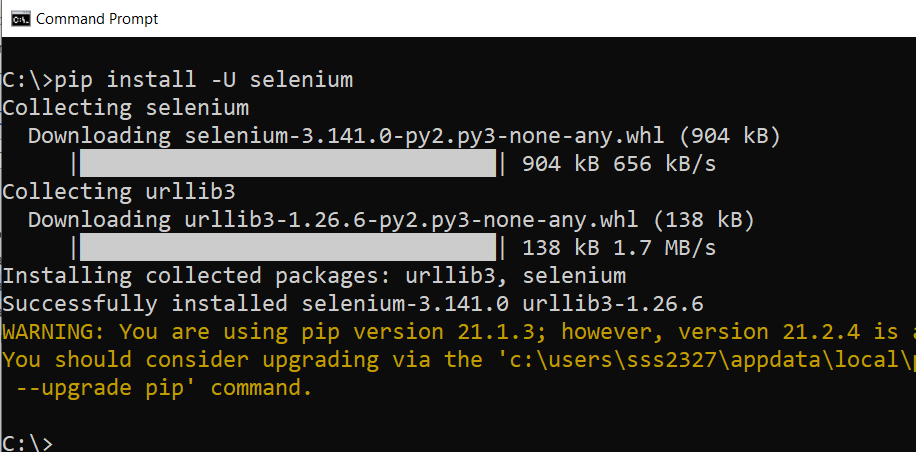 Command Prompt
C:\>pip install -U selenium
Collecting selenium
  Downloading selenium-3.141.0-py2.py3-none-any.whl (904 kB)
     |████████████████████████████████| 904 kB 656 kB/s
Collecting urllib3
  Downloading urllib3-1.26.6-py2.py3-none-any.whl (138 kB)
     |████████████████████████████████| 138 kB 1.7 MB/s
Installing collected packages: urllib3, selenium
Successfully installed selenium-3.141.0 urllib3-1.26.6
WARNING: You are using pip version 21.1.3; however, version 21.2.4 is
You should consider upgrading via the 'c:\users\sss2327\appdata\local\
 --upgrade pip' command.
C:\>